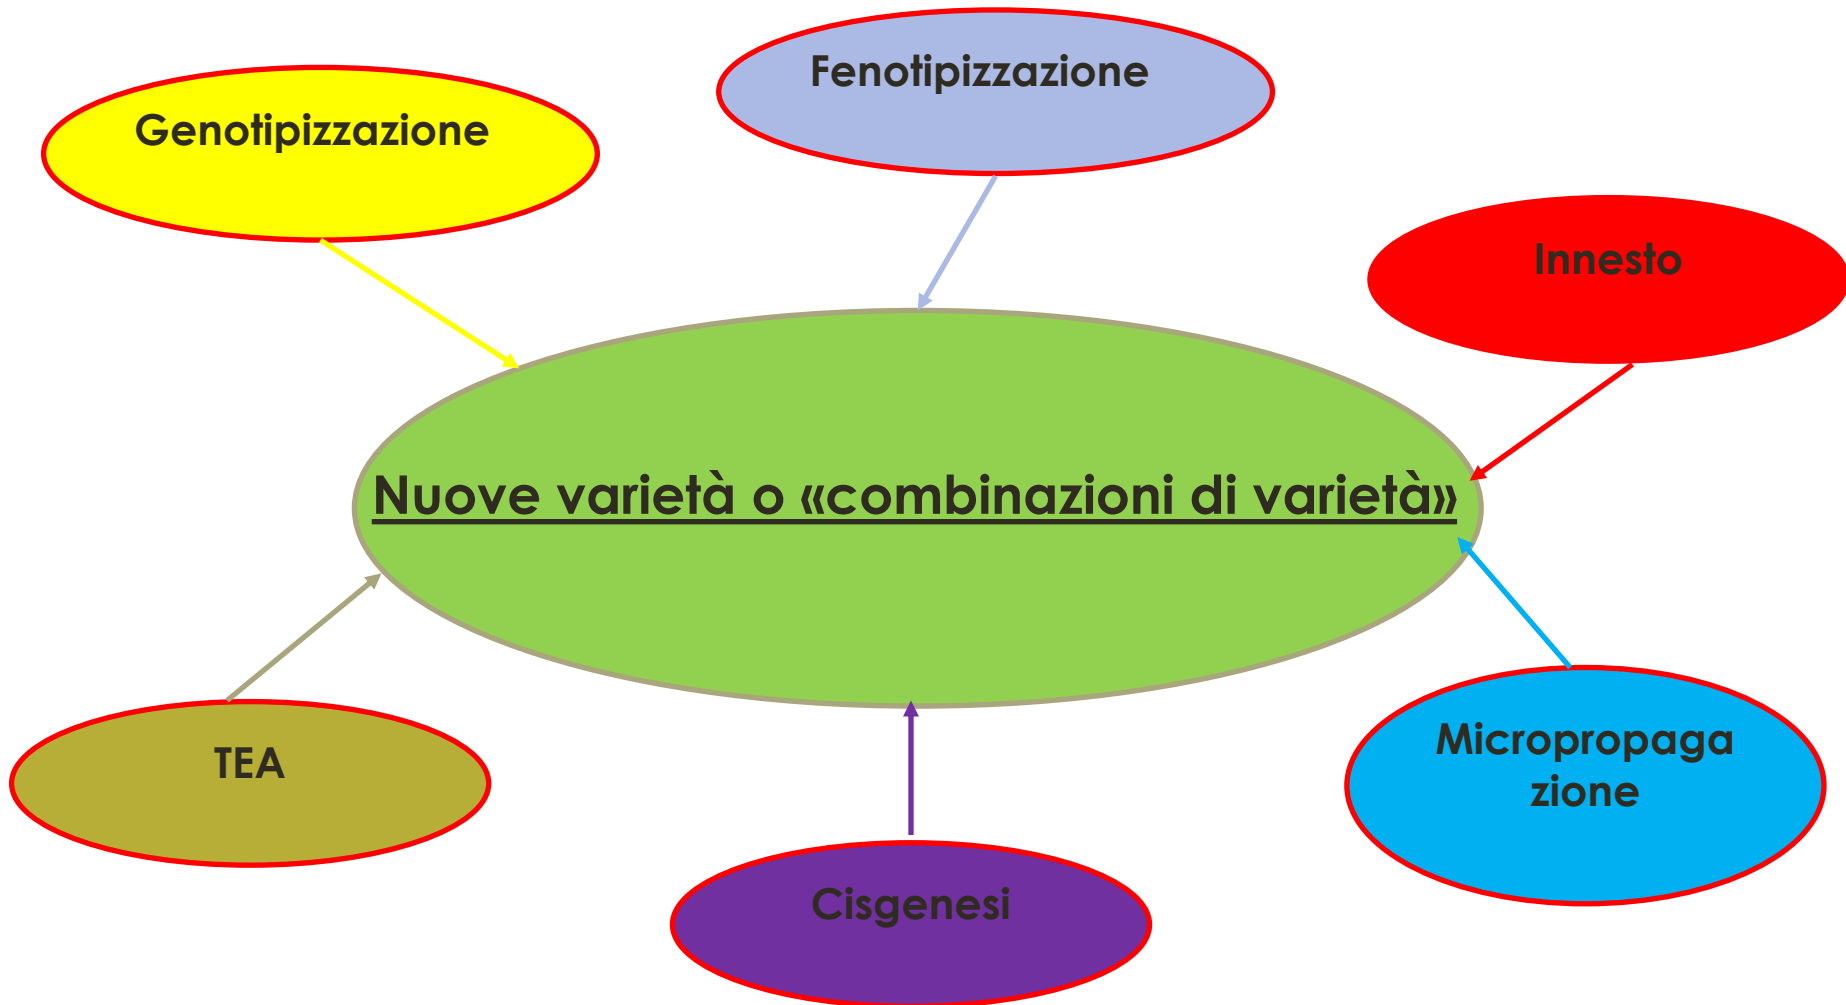 Fenotipizzazione
Genotipizzazione
Innesto
Nuove varietà o «combinazioni di varietà»
TEA
Micropropaga
zione
Cisgenesi